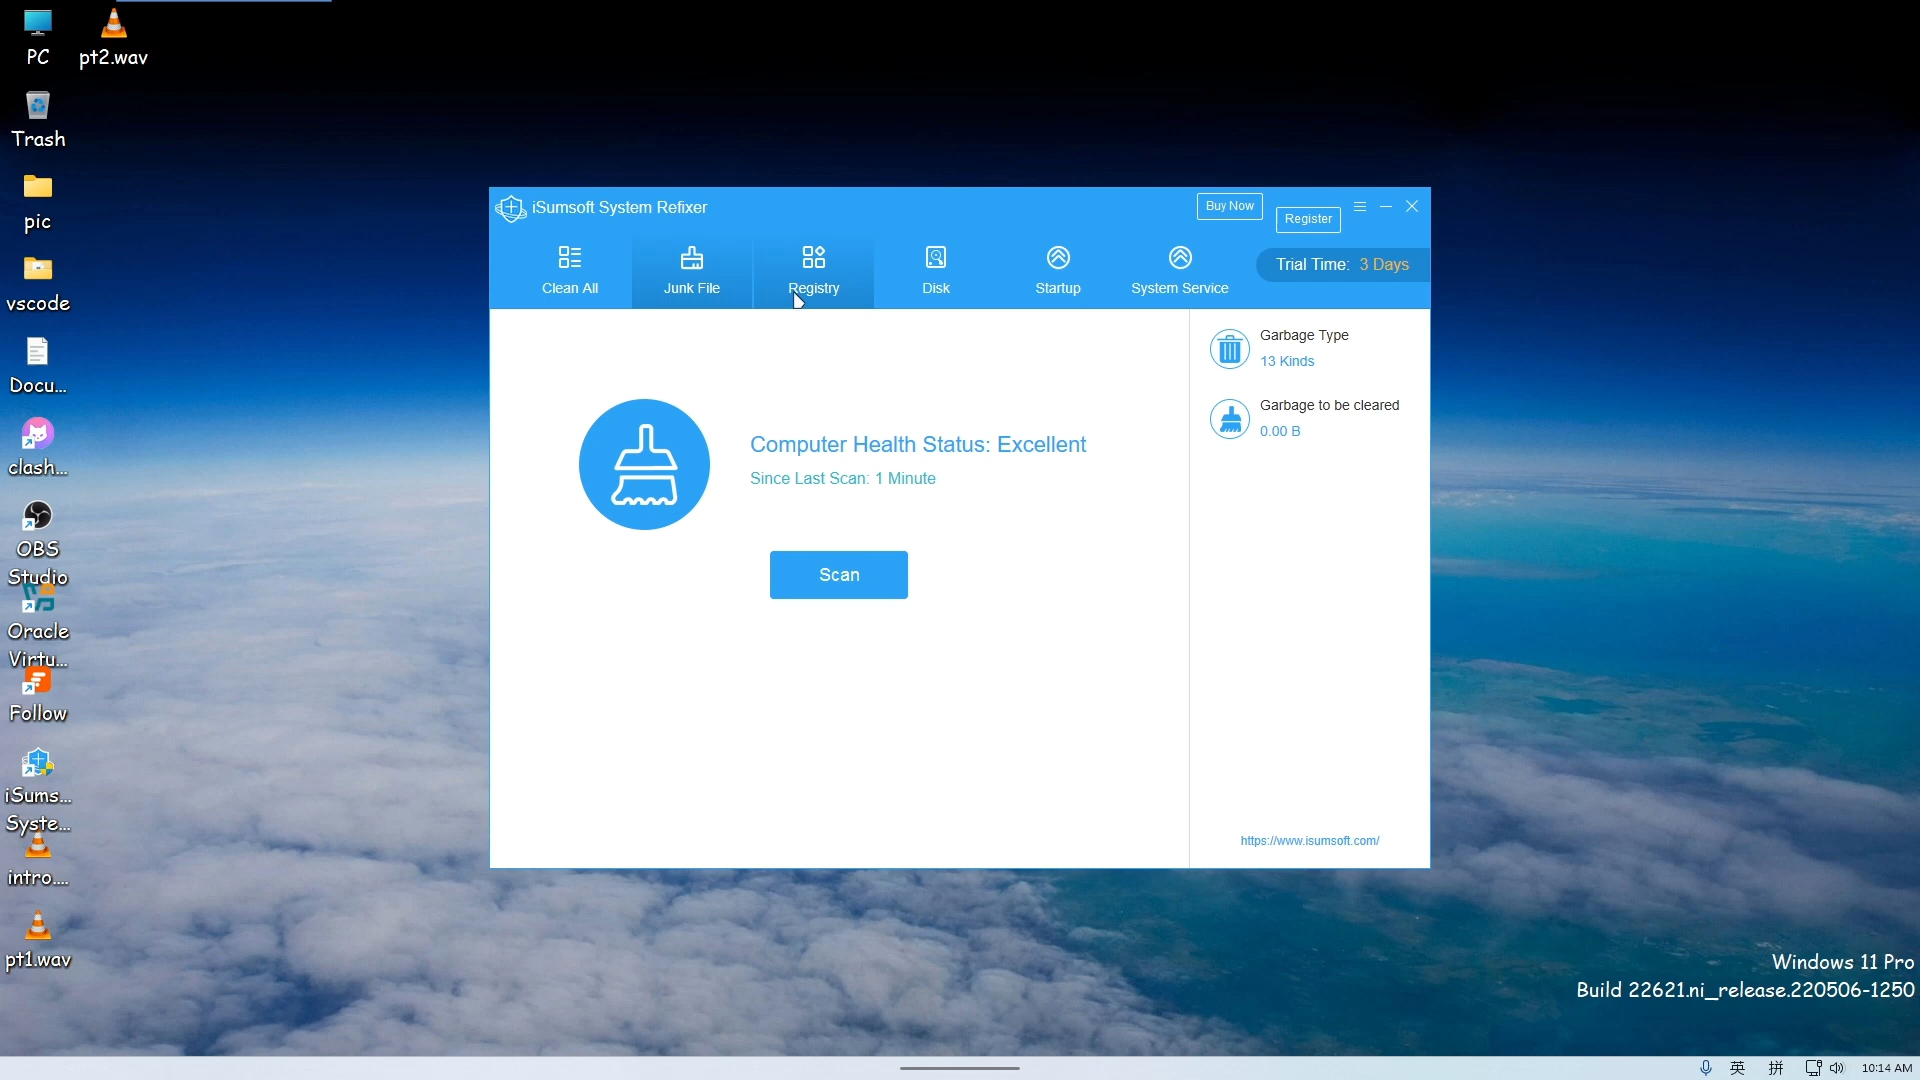 PC
pt2.wav
Trash
pic
vscode
Docu...
clash...
OBS
Studio
Oracle
Virtu...
Follow
iSums...
Syste...
intro....
pt1.wav
iSumsoft System Refixer
Buy Now
Register
Clean All
Junk File
Registry
Disk
Startup
System Service
Trial Time: 3 Days
Computer Health Status: Excellent
Since Last Scan: 1 Minute
Scan
Garbage Type
13 Kinds
Garbage to be cleared
0.00 B
https://www.isumsoft.com/
Windows 11 Pro
Build 22621.ni_release.220506-1250
英
拼
10:14 AM